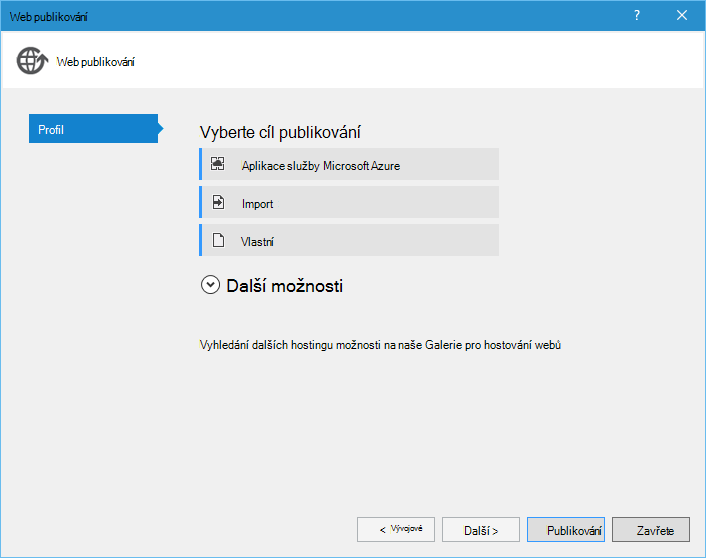 Web publikování
?
Web publikování
Profil
Vyberte cíl publikování
Aplikace služby Microsoft Azure
Import
Vlastní
Další možnosti
Vyhledání dalších hostingu možnosti na naše Galerie pro hostování webů
< Vývojové
Další >
Publikování
Zavřete